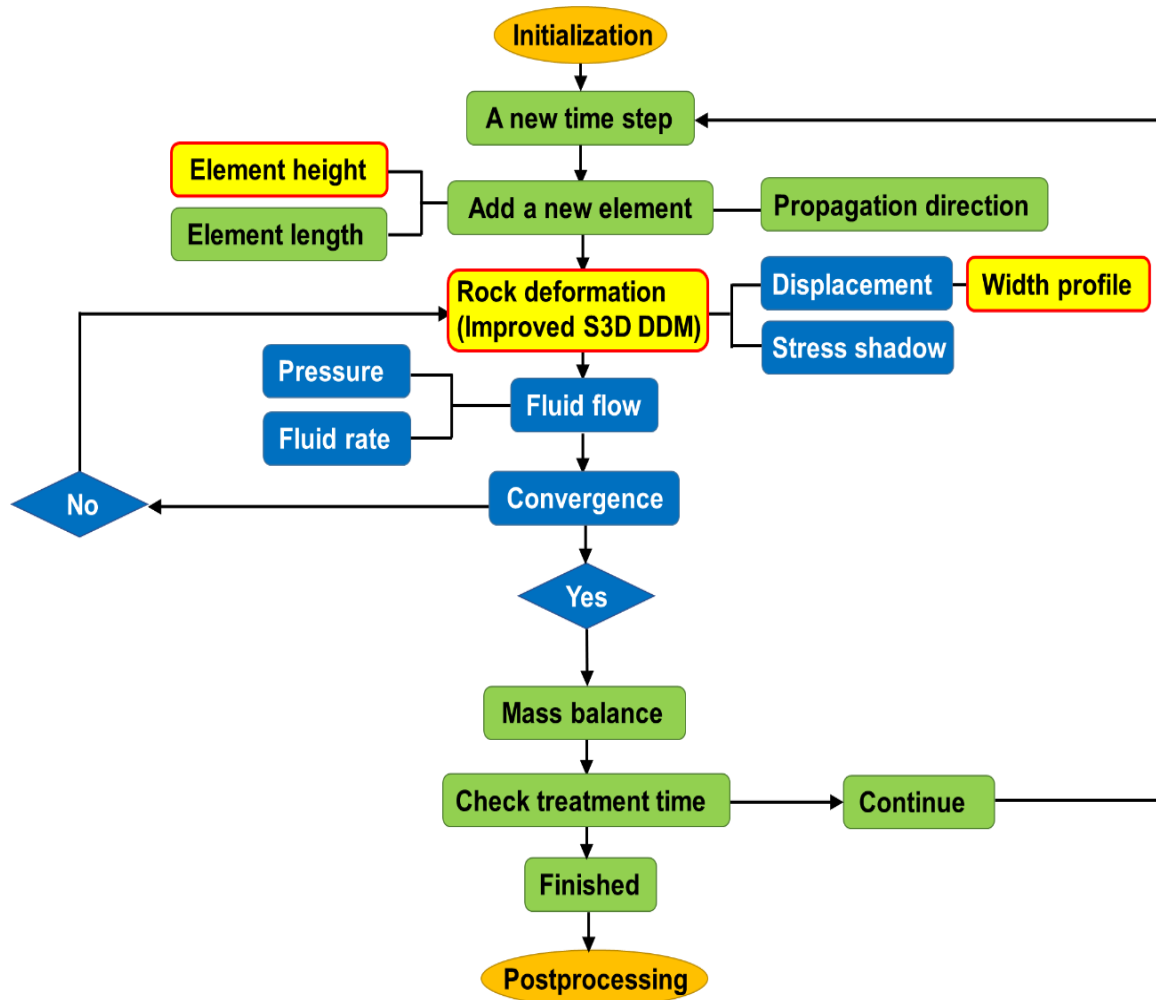 Initialization
A new time step
Element height
Add a new element
Propagation direction
Element length
Rock deformation
(Improved S3D DDM)
Displacement
Width profile
Stress shadow
Pressure
Fluid flow
Fluid rate
Convergence
No
Yes
Mass balance
Check treatment time
Continue
Finished
Postprocessing